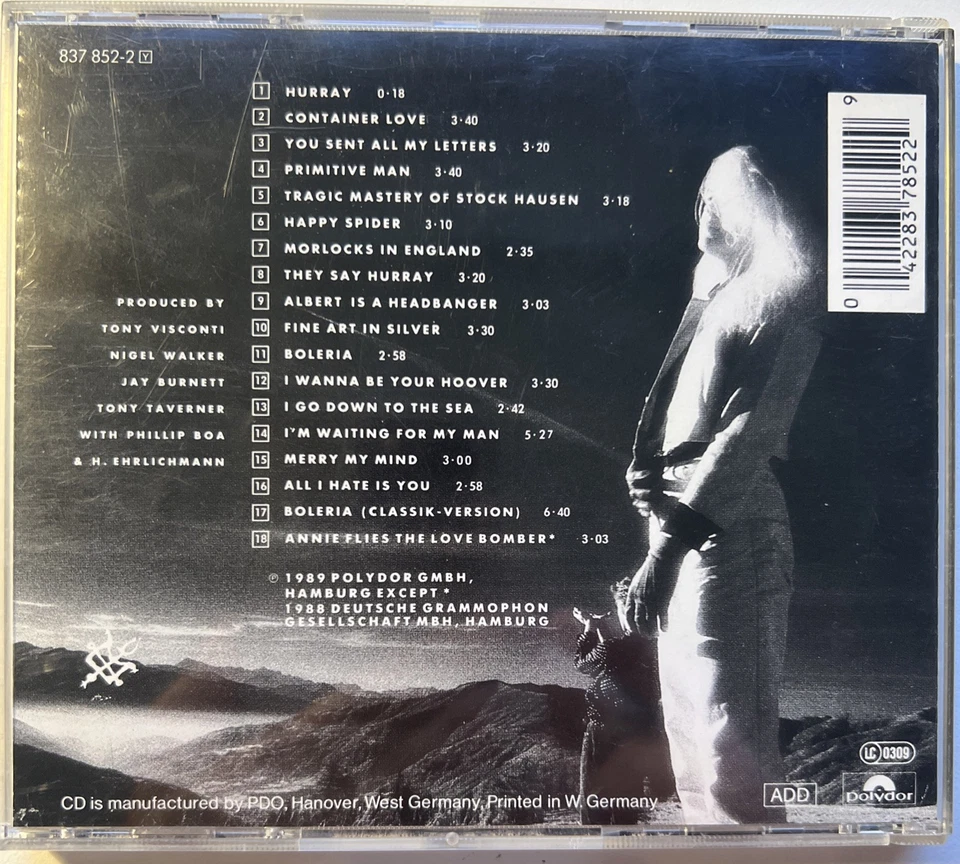 837 852-2 Y
1 HURRAY 0·18
2 CONTAINER LOVE 3·40
3 YOU SENT ALL MY LETTERS 3·20
4 PRIMITIVE MAN 3·40
5 TRAGIC MASTERY OF STOCK HAUSEN 3·18
6 HAPPY SPIDER 3·10
7 MORLOCKS IN ENGLAND 2·35
8 THEY SAY HURRAY 3·20
9 ALBERT IS A HEADBANGER 3·03
10 FINE ART IN SILVER 3·30
11 BOLERIA 2·58
12 I WANNA BE YOUR HOOVER 3·30
13 I GO DOWN TO THE SEA 2·42
14 I'M WAITING FOR MY MAN 5·27
15 MERRY MY MIND 3·00
16 ALL I HATE IS YOU 2·58
17 BOLERIA (CLASSIK-VERSION) 6·40
18 ANNIE FLIES THE LOVE BOMBER* 3·03
PRODUCED BY
TONY VISCONTI
NIGEL WALKER
JAY BURNETT
TONY TAVERNER
WITH PHILLIP BOA
& H. EHRLICHMANN
℗ 1989 POLYDOR GMBH,
HAMBURG EXCEPT *
1988 DEUTSCHE GRAMMOPHON
GESELLSCHAFT MBH, HAMBURG
0 42283 78522 9
LC 0309
CD is manufactured by PDO, Hanover, West Germany, Printed in W. Germany
ADD
polydor